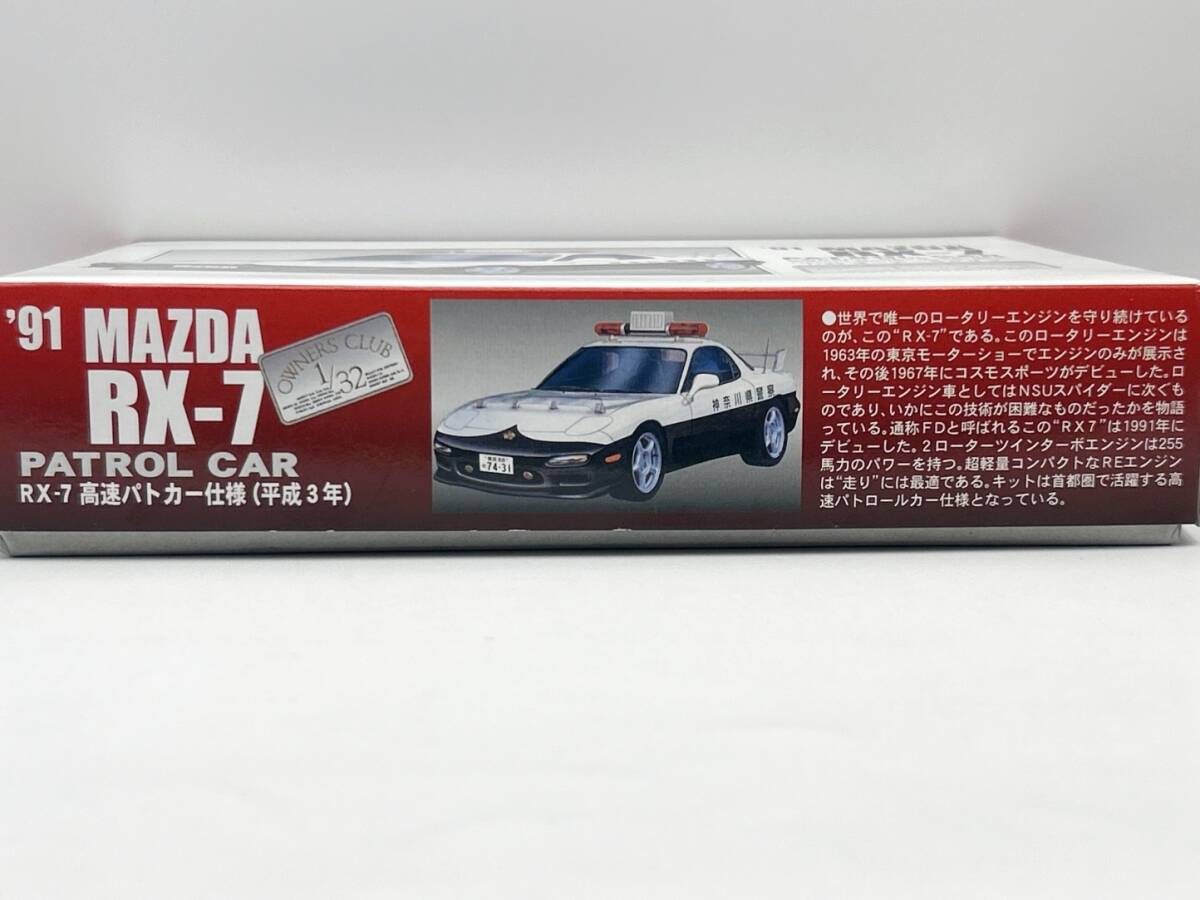 '91 MAZDA
RX-7
OWNERS CLUB
1/32
PATROL CAR
RX-7 高速パトカー仕様(平成3年)
神奈川県警察
74-31
●世界で唯一のロータリーエンジンを守り続けている
のが、この“RX-7”である。このロータリーエンジンは
1963年の東京モーターショーでエンジンのみが展示さ
れ、その後1967年にコスモスポーツがデビューした。ロ
ータリーエンジン車としてはNSUスパイダーに次ぐも
のであり、いかにこの技術が困難なものだったかを物語
っている。通称FDと呼ばれるこの“RX7”は1991年に
デビューした。2ローターツインターボエンジンは255
馬力のパワーを持つ。超軽量コンパクトなREエンジン
は“走り”には最適である。キットは首都圏で活躍する高
速パトロールカー仕様となっている。